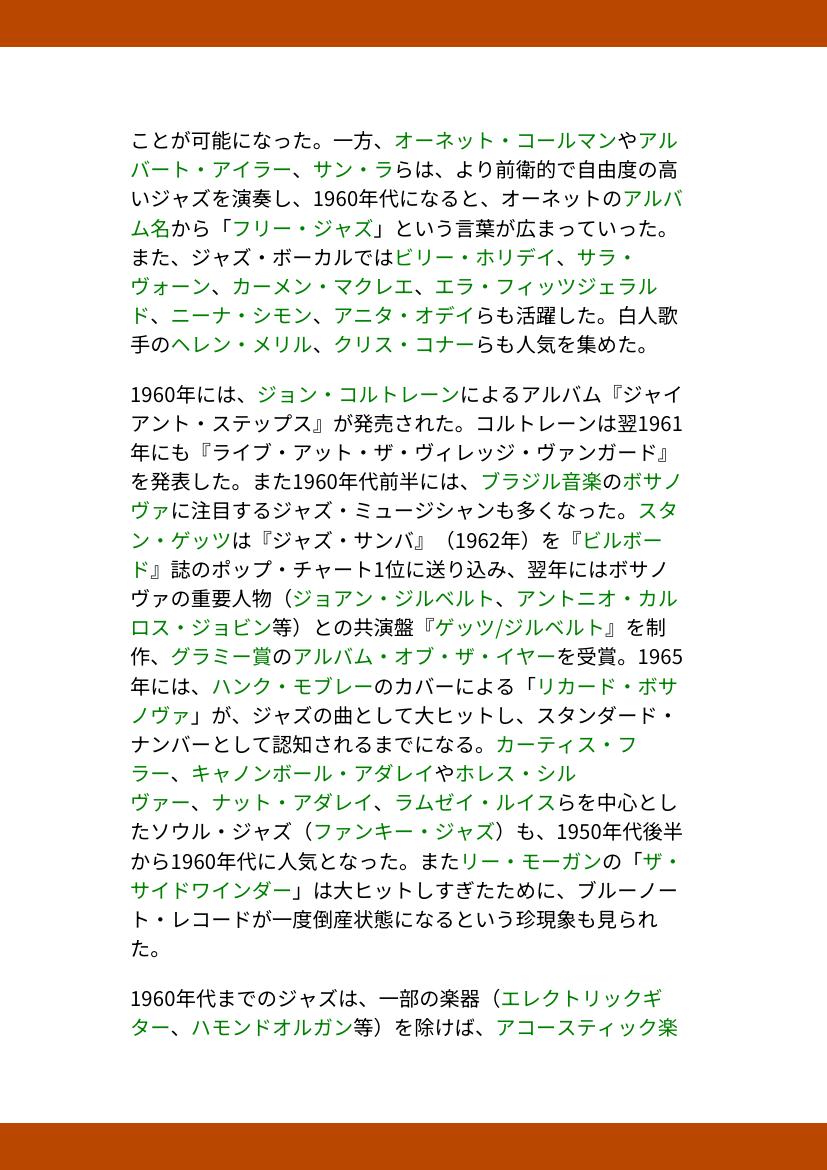 ことが可能になった。一方、オーネット・コールマンやアル
バート・アイラー、サン・ラらは、より前衛的で自由度の高
いジャズを演奏し、1960年代になると、オーネットのアルバ
ム名から「フリー・ジャズ」という言葉が広まっていった。
また、ジャズ・ボーカルではビリー・ホリデイ、サラ・
ヴォーン、カーメン・マクレエ、エラ・フィッツジェラル
ド、ニーナ・シモン、アニタ・オデイらも活躍した。白人歌
手のヘレン・メリル、クリス・コナーらも人気を集めた。
1960年には、ジョン・コルトレーンによるアルバム『ジャイ
アント・ステップス』が発売された。コルトレーンは翌1961
年にも『ライブ・アット・ザ・ヴィレッジ・ヴァンガード』
を発表した。また1960年代前半には、ブラジル音楽のボサノ
ヴァに注目するジャズ・ミュージシャンも多くなった。スタ
ン・ゲッツは『ジャズ・サンバ』（1962年）を『ビルボー
ド』誌のポップ・チャート1位に送り込み、翌年にはボサノ
ヴァの重要人物（ジョアン・ジルベルト、アントニオ・カル
ロス・ジョビン等）との共演盤『ゲッツ/ジルベルト』を制
作、グラミー賞のアルバム・オブ・ザ・イヤーを受賞。1965
年には、ハンク・モブレーのカバーによる「リカード・ボサ
ノヴァ」が、ジャズの曲として大ヒットし、スタンダード・
ナンバーとして認知されるまでになる。カーティス・フ
ラー、キャノンボール・アダレイやホレス・シル
ヴァー、ナット・アダレイ、ラムゼイ・ルイスらを中心とし
たソウル・ジャズ（ファンキー・ジャズ）も、1950年代後半
から1960年代に人気となった。またリー・モーガンの「ザ・
サイドワインダー」は大ヒットしすぎたために、ブルーノー
ト・レコードが一度倒産状態になるという珍現象も見られ
た。
1960年代までのジャズは、一部の楽器（エレクトリックギ
ター、ハモンドオルガン等）を除けば、アコースティック楽